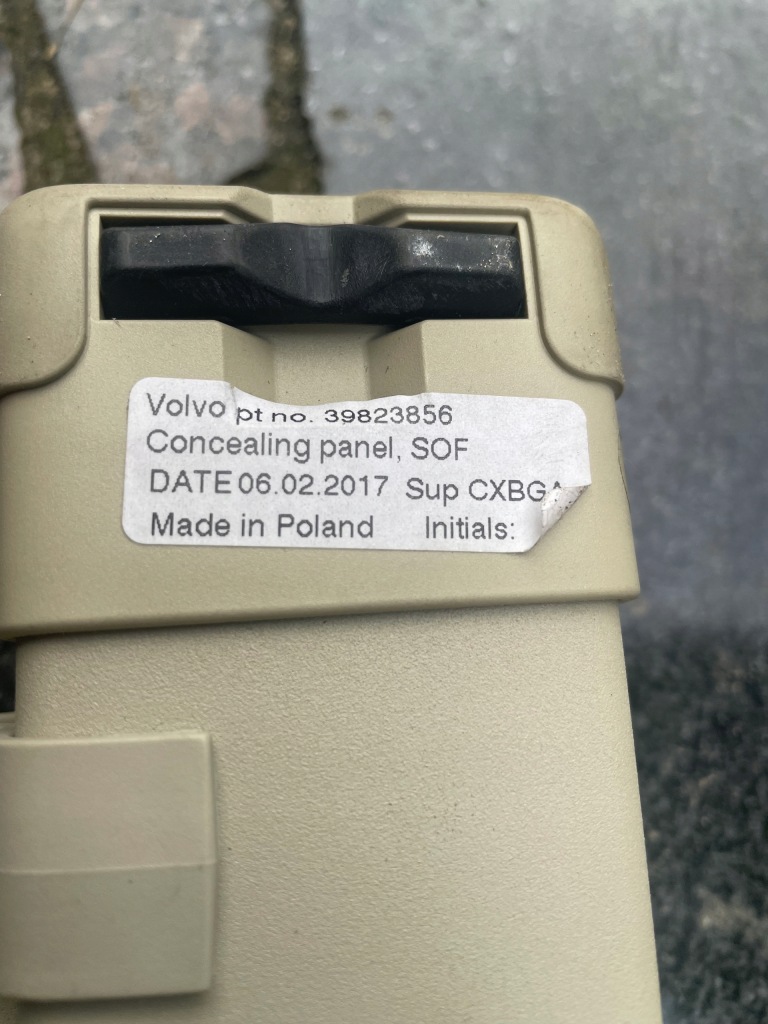 Volvo pt no. 39823856
Concealing panel, SOF
DATE 06.02.2017 Sup CXBGA
Made in Poland Initials: